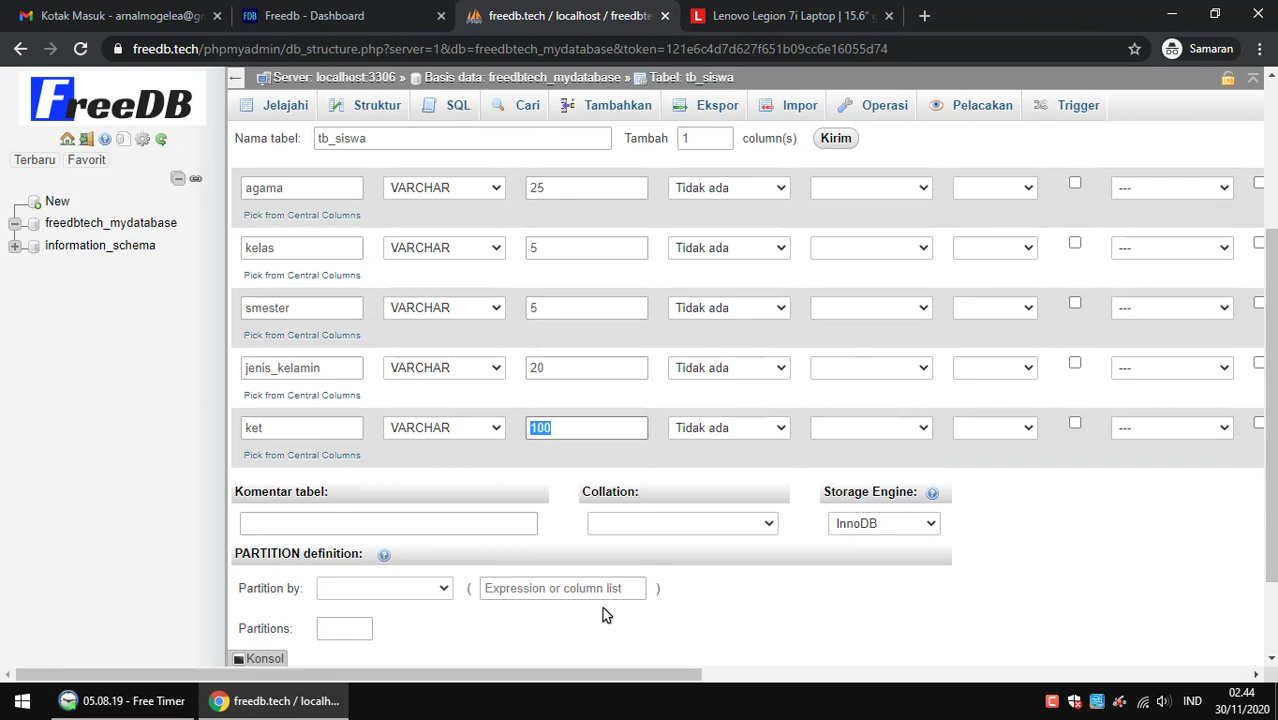 Kotak Masuk - arnalmogelea@g
Freedb - Dashboard
freedb.tech / localhost / freedbte
Lenovo Legion 7i Laptop | 15.6" g
freedb.tech/phpmyadmin/db_structure.php?server=1&db=freedbtech_mydatabase&token=121e6c4d7d627f651b09cc6e16055d74
Samaran
FreeDB
Terbaru
Favorit
New
freedbtech_mydatabase
information_schema
Server: localhost:3306 » Basis data: freedbtech_mydatabase » Tabel: tb_siswa
Jelajahi
Struktur
SQL
Cari
Tambahkan
Ekspor
Impor
Operasi
Pelacakan
Trigger
Nama tabel: tb_siswa Tambah 1 column(s) Kirim
agama VARCHAR 25 Tidak ada ---
Pick from Central Columns
kelas VARCHAR 5 Tidak ada ---
Pick from Central Columns
smester VARCHAR 5 Tidak ada ---
Pick from Central Columns
jenis_kelamin VARCHAR 20 Tidak ada ---
Pick from Central Columns
ket VARCHAR 100 Tidak ada ---
Pick from Central Columns
Komentar tabel: Collation: Storage Engine:
InnoDB
PARTITION definition:
Partition by: ( Expression or column list )
Partitions:
Konsol
05.08.19 - Free Timer
freedb.tech / localh...
IND
02.44
30/11/2020